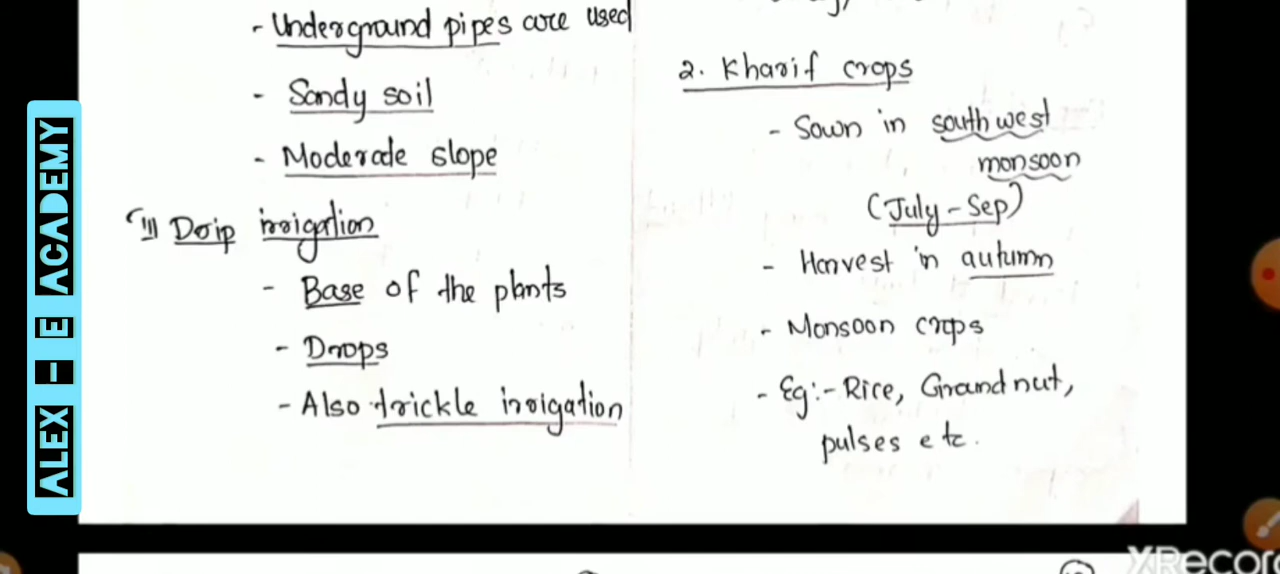 - Underground pipes are used
- Sandy soil
- Moderate slope
iii) Drip irrigation
- Base of the plants
- Drops
- Also trickle irrigation
2. Kharif crops
- Sown in south west
monsoon
(July - Sep)
- Harvest in autumn
- Monsoon crops
- Eg:- Rice, Grandnut,
pulses etc.
ALEX - E ACADEMY
XRecor